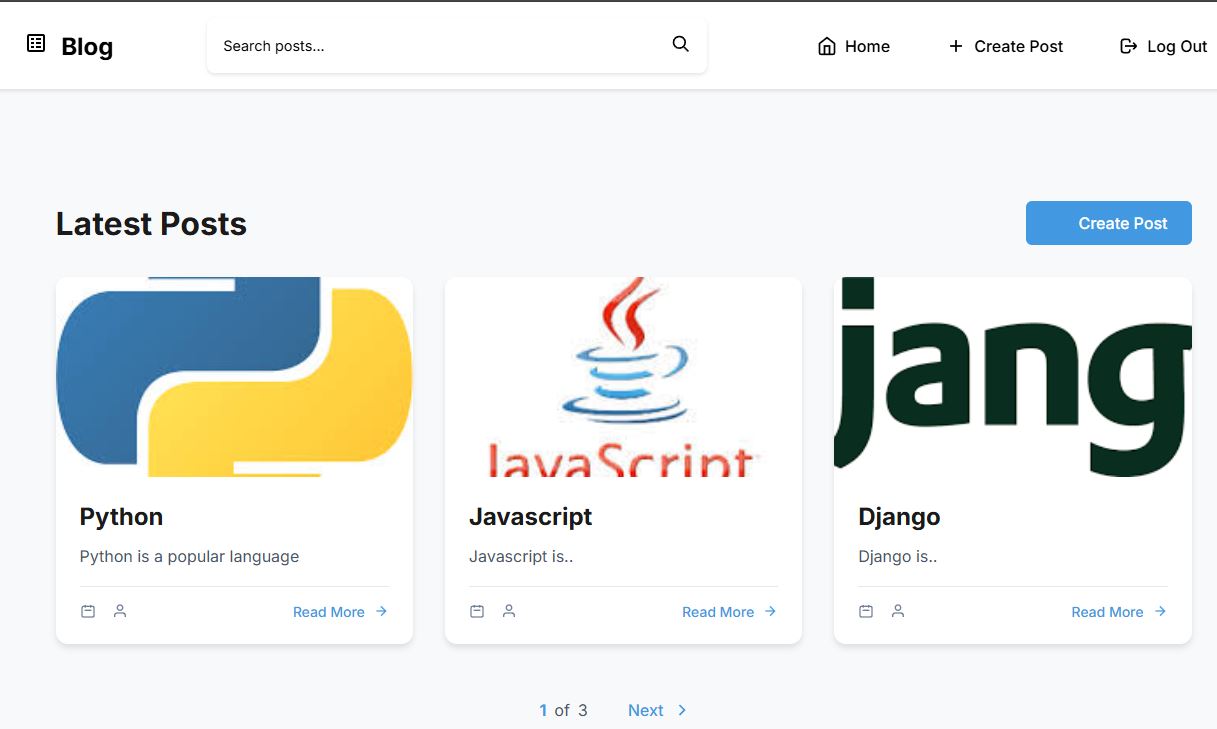 Blog
Search posts...
Home
Create Post
Log Out
Latest Posts
Create Post
JavaScript
jang
Python
Javascript
Django
Python is a popular language
Javascript is..
Django is..
Read More
Read More
Read More
1 of 3
Next